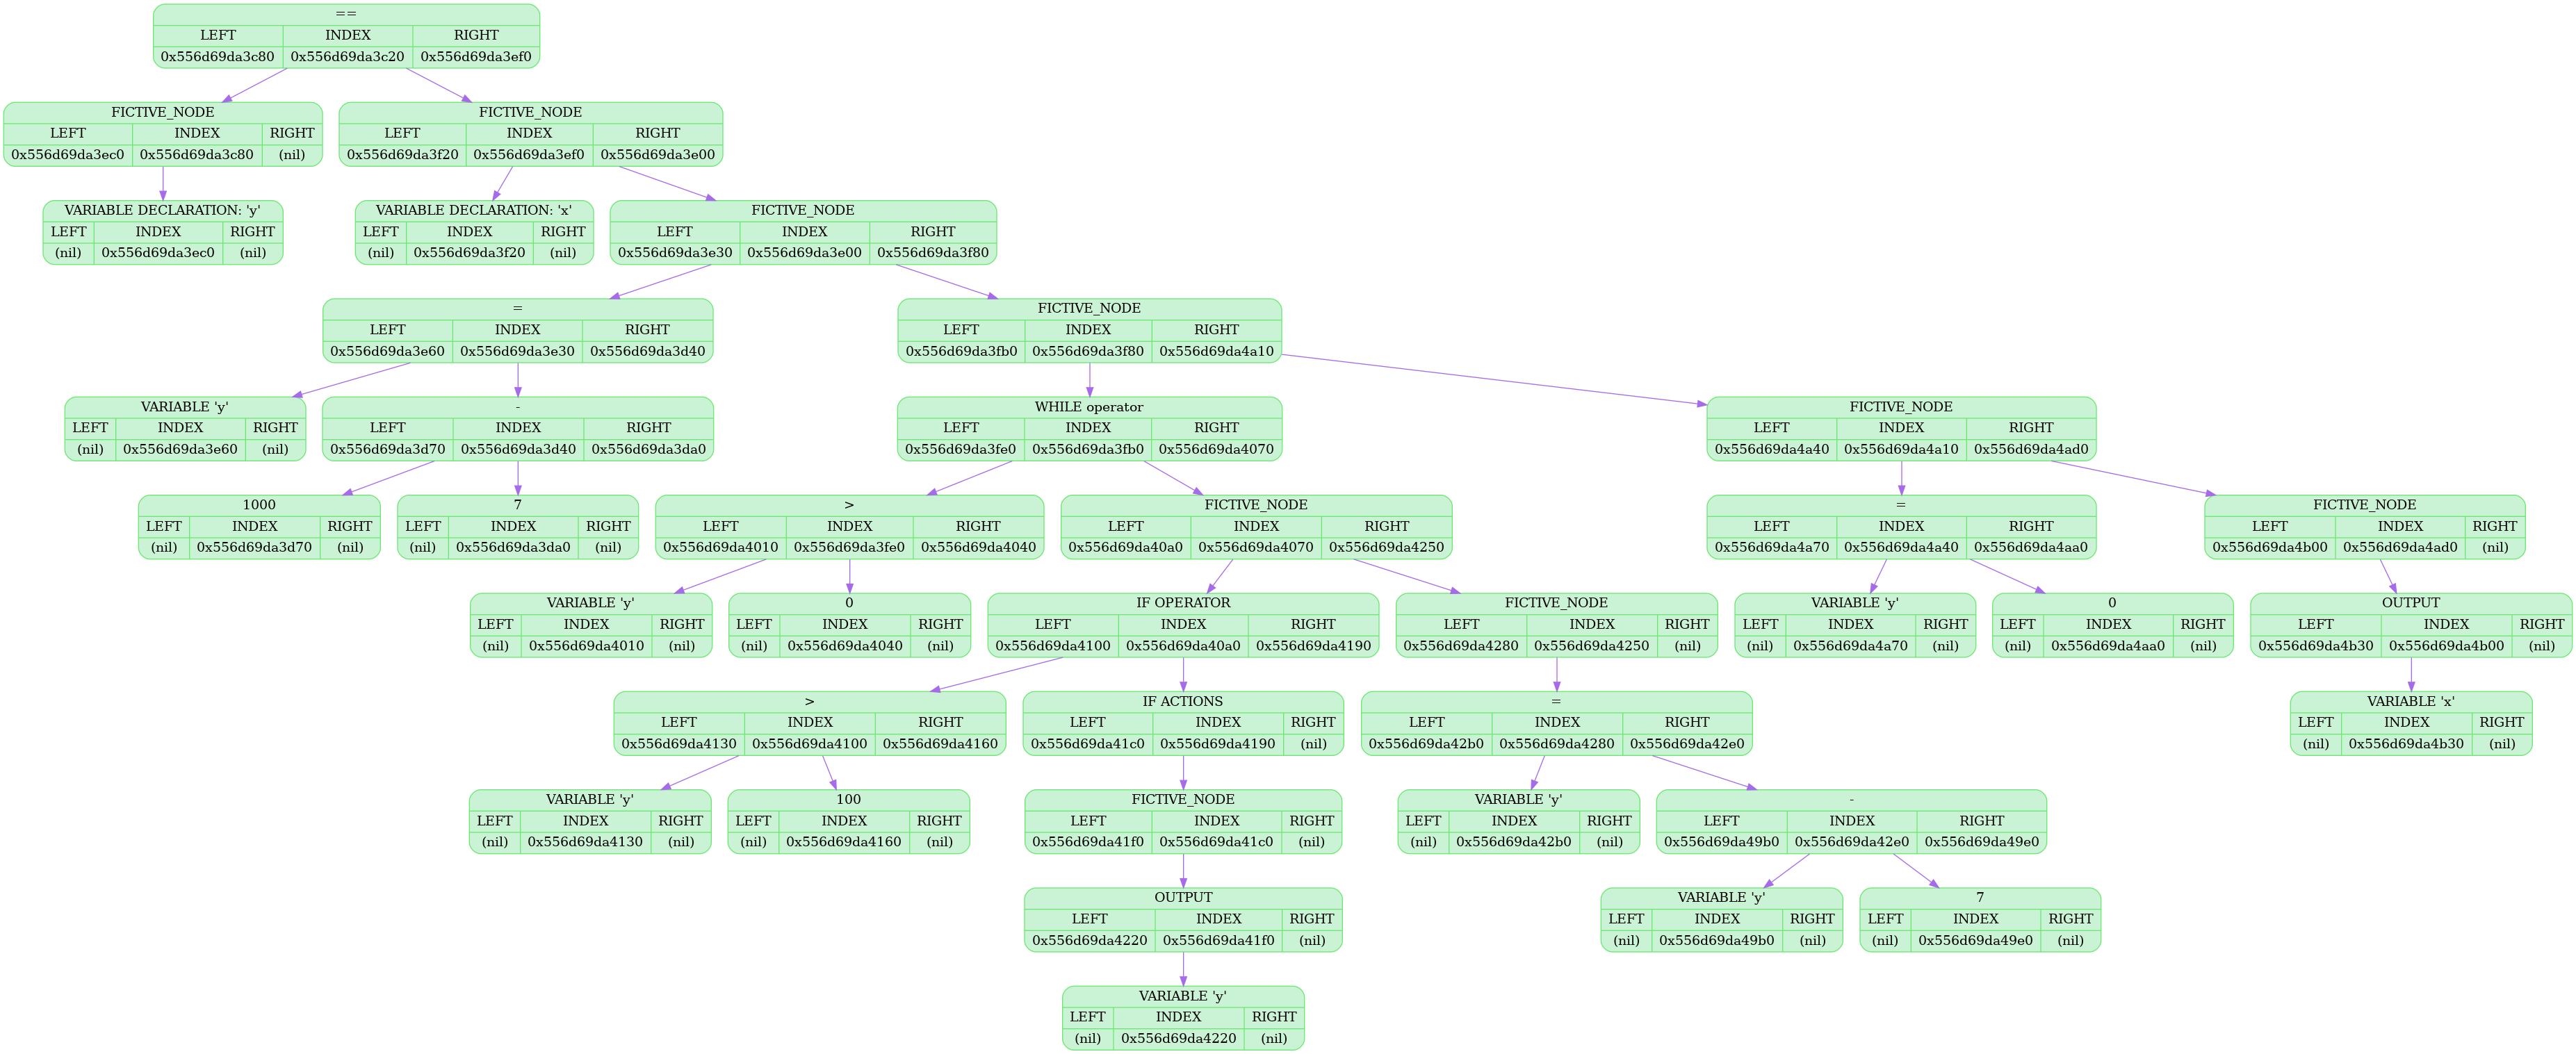 ==
LEFT INDEX RIGHT
0x556d69da3c80 0x556d69da3c20 0x556d69da3ef0
FICTIVE_NODE
LEFT INDEX RIGHT
0x556d69da3ec0 0x556d69da3c80 (nil)
FICTIVE_NODE
LEFT INDEX RIGHT
0x556d69da3f20 0x556d69da3ef0 0x556d69da3e00
VARIABLE DECLARATION: 'y'
LEFT INDEX RIGHT
(nil) 0x556d69da3ec0 (nil)
VARIABLE DECLARATION: 'x'
LEFT INDEX RIGHT
(nil) 0x556d69da3f20 (nil)
FICTIVE_NODE
LEFT INDEX RIGHT
0x556d69da3e30 0x556d69da3e00 0x556d69da3f80
=
LEFT INDEX RIGHT
0x556d69da3e60 0x556d69da3e30 0x556d69da3d40
FICTIVE_NODE
LEFT INDEX RIGHT
0x556d69da3fb0 0x556d69da3f80 0x556d69da4a10
VARIABLE 'y'
LEFT INDEX RIGHT
(nil) 0x556d69da3e60 (nil)
-
LEFT INDEX RIGHT
0x556d69da3d70 0x556d69da3d40 0x556d69da3da0
WHILE operator
LEFT INDEX RIGHT
0x556d69da3fe0 0x556d69da3fb0 0x556d69da4070
FICTIVE_NODE
LEFT INDEX RIGHT
0x556d69da4a40 0x556d69da4a10 0x556d69da4ad0
1000
LEFT INDEX RIGHT
(nil) 0x556d69da3d70 (nil)
7
LEFT INDEX RIGHT
(nil) 0x556d69da3da0 (nil)
>
LEFT INDEX RIGHT
0x556d69da4010 0x556d69da3fe0 0x556d69da4040
FICTIVE_NODE
LEFT INDEX RIGHT
0x556d69da40a0 0x556d69da4070 0x556d69da4250
=
LEFT INDEX RIGHT
0x556d69da4a70 0x556d69da4a40 0x556d69da4aa0
FICTIVE_NODE
LEFT INDEX RIGHT
0x556d69da4b00 0x556d69da4ad0 (nil)
VARIABLE 'y'
LEFT INDEX RIGHT
(nil) 0x556d69da4010 (nil)
0
LEFT INDEX RIGHT
(nil) 0x556d69da4040 (nil)
IF OPERATOR
LEFT INDEX RIGHT
0x556d69da4100 0x556d69da40a0 0x556d69da4190
FICTIVE_NODE
LEFT INDEX RIGHT
0x556d69da4280 0x556d69da4250 (nil)
VARIABLE 'y'
LEFT INDEX RIGHT
(nil) 0x556d69da4a70 (nil)
0
LEFT INDEX RIGHT
(nil) 0x556d69da4aa0 (nil)
OUTPUT
LEFT INDEX RIGHT
0x556d69da4b30 0x556d69da4b00 (nil)
>
LEFT INDEX RIGHT
0x556d69da4130 0x556d69da4100 0x556d69da4160
IF ACTIONS
LEFT INDEX RIGHT
0x556d69da41c0 0x556d69da4190 (nil)
=
LEFT INDEX RIGHT
0x556d69da42b0 0x556d69da4280 0x556d69da42e0
VARIABLE 'x'
LEFT INDEX RIGHT
(nil) 0x556d69da4b30 (nil)
VARIABLE 'y'
LEFT INDEX RIGHT
(nil) 0x556d69da4130 (nil)
100
LEFT INDEX RIGHT
(nil) 0x556d69da4160 (nil)
FICTIVE_NODE
LEFT INDEX RIGHT
0x556d69da41f0 0x556d69da41c0 (nil)
VARIABLE 'y'
LEFT INDEX RIGHT
(nil) 0x556d69da42b0 (nil)
-
LEFT INDEX RIGHT
0x556d69da49b0 0x556d69da42e0 0x556d69da49e0
OUTPUT
LEFT INDEX RIGHT
0x556d69da4220 0x556d69da41f0 (nil)
VARIABLE 'y'
LEFT INDEX RIGHT
(nil) 0x556d69da49b0 (nil)
7
LEFT INDEX RIGHT
(nil) 0x556d69da49e0 (nil)
VARIABLE 'y'
LEFT INDEX RIGHT
(nil) 0x556d69da4220 (nil)